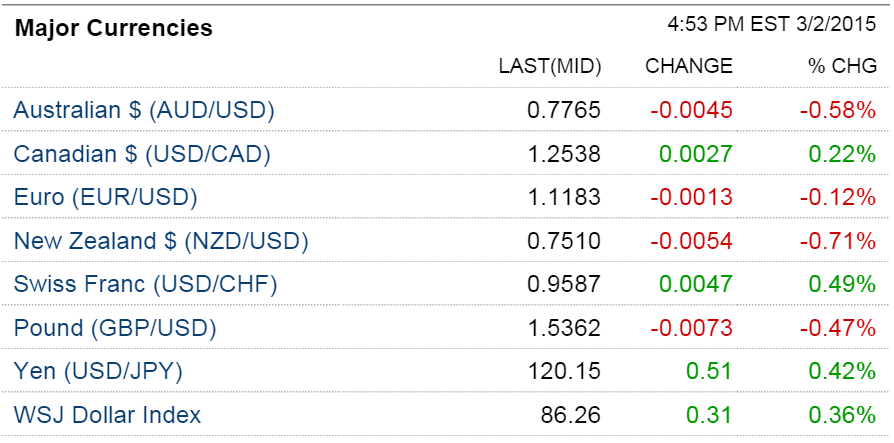 Major Currencies 4:53 PM EST 3/2/2015
LAST(MID) CHANGE % CHG
Australian $ (AUD/USD) 0.7765 -0.0045 -0.58%
Canadian $ (USD/CAD) 1.2538 0.0027 0.22%
Euro (EUR/USD) 1.1183 -0.0013 -0.12%
New Zealand $ (NZD/USD) 0.7510 -0.0054 -0.71%
Swiss Franc (USD/CHF) 0.9587 0.0047 0.49%
Pound (GBP/USD) 1.5362 -0.0073 -0.47%
Yen (USD/JPY) 120.15 0.51 0.42%
WSJ Dollar Index 86.26 0.31 0.36%